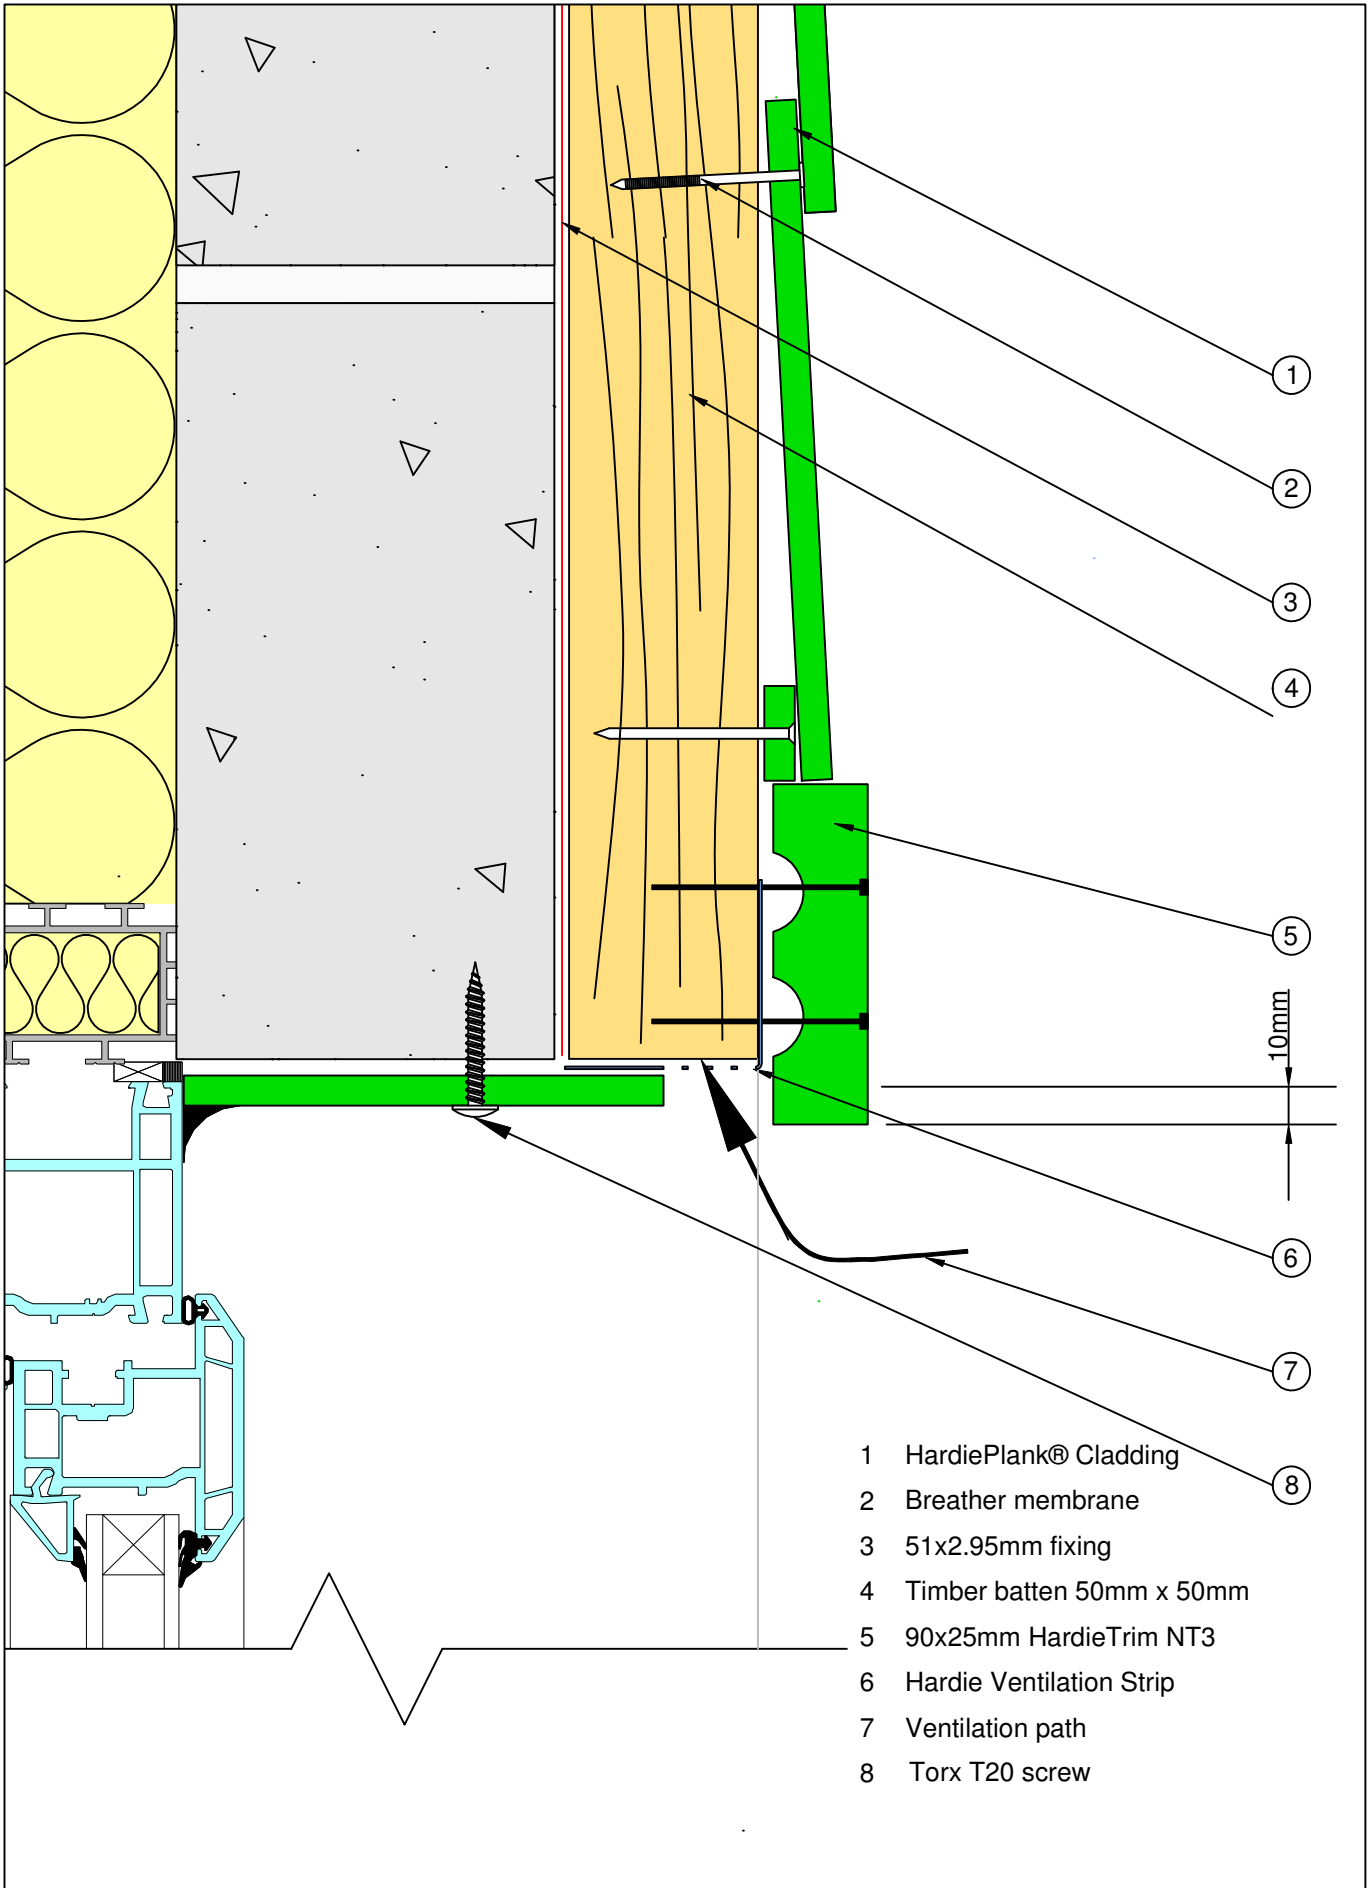 1
2
3
4
5
10mm
6
7
8
1 HardiePlank® Cladding
2 Breather membrane
3 51x2.95mm fixing
4 Timber batten 50mm x 50mm
5 90x25mm HardieTrim NT3
6 Hardie Ventilation Strip
7 Ventilation path
8 Torx T20 screw